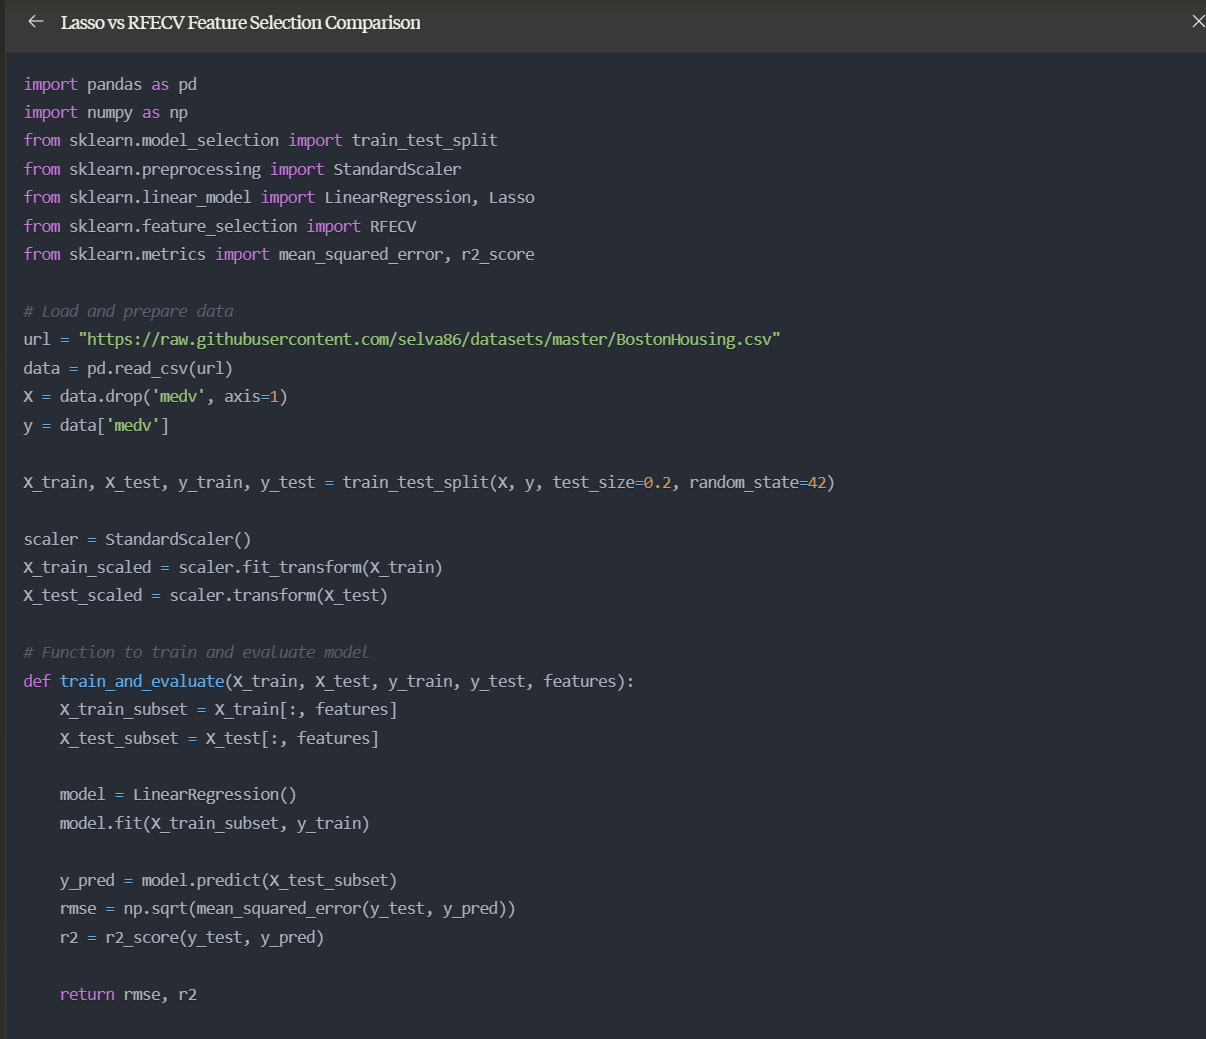 Lasso vs RFECV Feature Selection Comparison
import pandas as pd
import numpy as np
from sklearn.model_selection import train_test_split
from sklearn.preprocessing import StandardScaler
from sklearn.linear_model import LinearRegression, Lasso
from sklearn.feature_selection import RFECV
from sklearn.metrics import mean_squared_error, r2_score

# Load and prepare data
url = "https://raw.githubusercontent.com/selva86/datasets/master/BostonHousing.csv"
data = pd.read_csv(url)
X = data.drop('medv', axis=1)
y = data['medv']

X_train, X_test, y_train, y_test = train_test_split(X, y, test_size=0.2, random_state=42)

scaler = StandardScaler()
X_train_scaled = scaler.fit_transform(X_train)
X_test_scaled = scaler.transform(X_test)

# Function to train and evaluate model
def train_and_evaluate(X_train, X_test, y_train, y_test, features):
    X_train_subset = X_train[:, features]
    X_test_subset = X_test[:, features]

    model = LinearRegression()
    model.fit(X_train_subset, y_train)

    y_pred = model.predict(X_test_subset)
    rmse = np.sqrt(mean_squared_error(y_test, y_pred))
    r2 = r2_score(y_test, y_pred)

    return rmse, r2